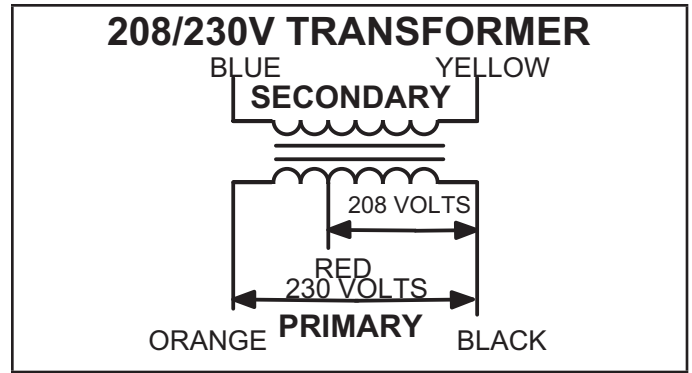 208/230V TRANSFORMER
BLUE YELLOW
SECONDARY
208 VOLTS
RED
230 VOLTS
PRIMARY
ORANGE BLACK